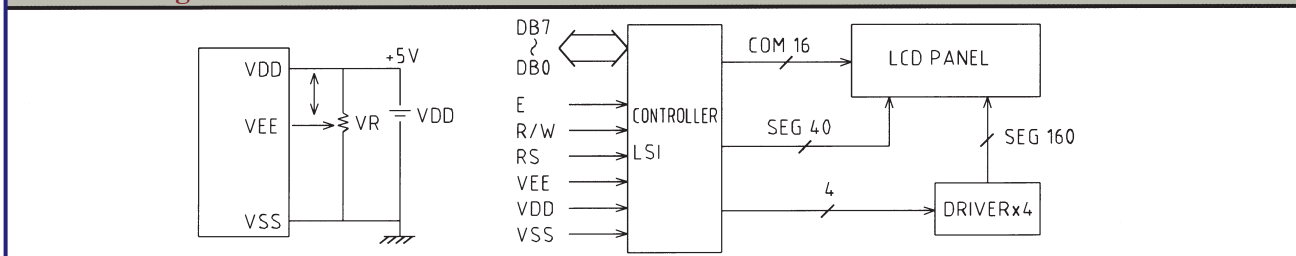 VDD
VEE
VSS
+5V
VR
VDD
DB7
~
DB0
E
R/W
RS
VEE
VDD
VSS
CONTROLLER
LSI
COM 16
SEG 40
4
LCD PANEL
SEG 160
DRIVERx4